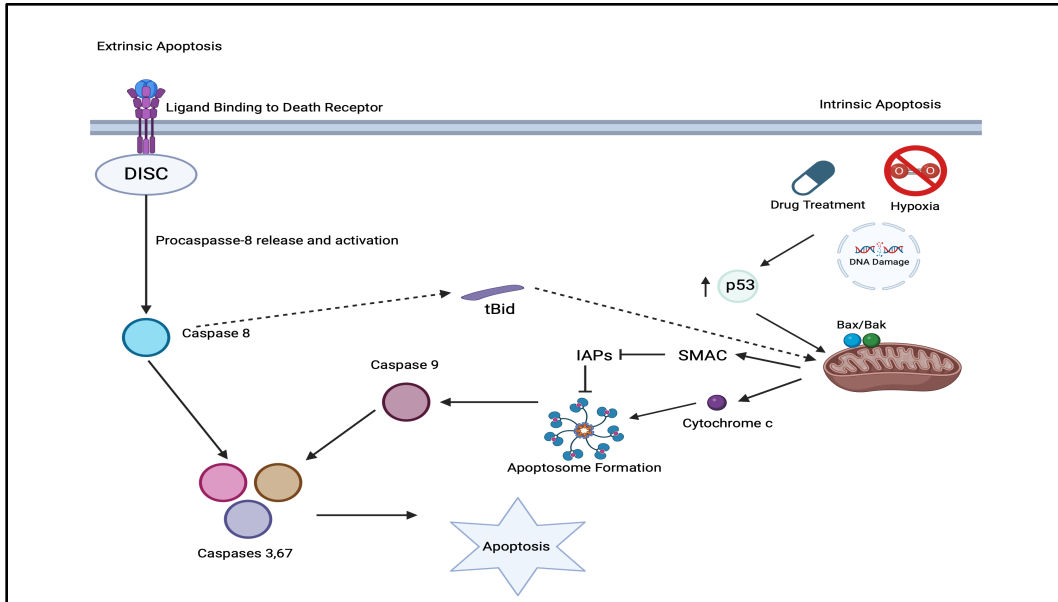 Extrinsic Apoptosis
Ligand Binding to Death Receptor
Intrinsic Apoptosis
DISC
Drug Treatment
O O
Hypoxia
Procaspasse-8 release and activation
DNA Damage
p53
tBid
Caspase 8
Bax/Bak
IAPs
SMAC
Caspase 9
Cytochrome c
Apoptosome Formation
Caspases 3,67
Apoptosis